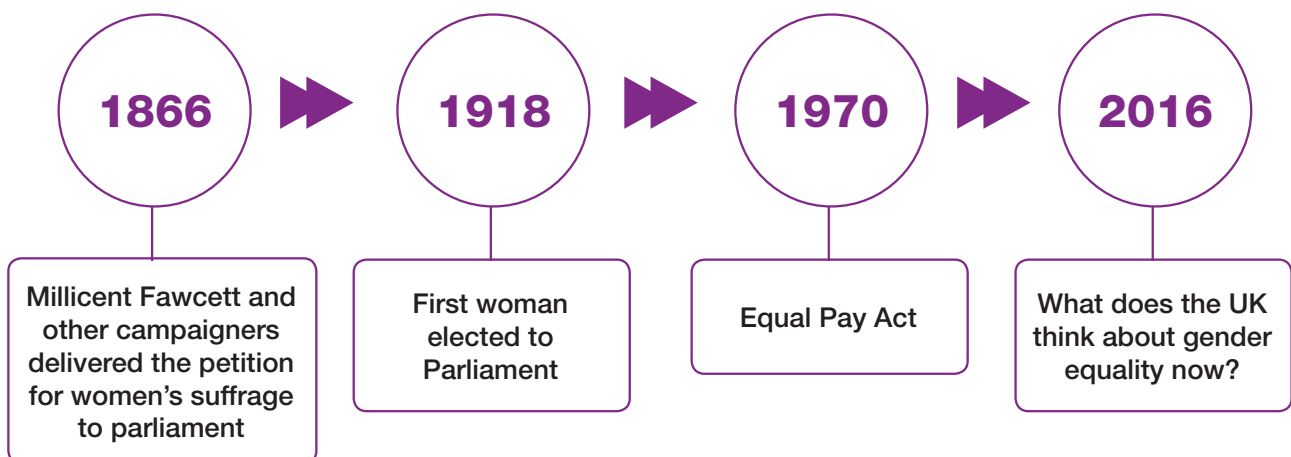 1866
Millicent Fawcett and
other campaigners
delivered the petition
for women’s suffrage
to parliament
1918
First woman
elected to
Parliament
1970
Equal Pay Act
2016
What does the UK
think about gender
equality now?